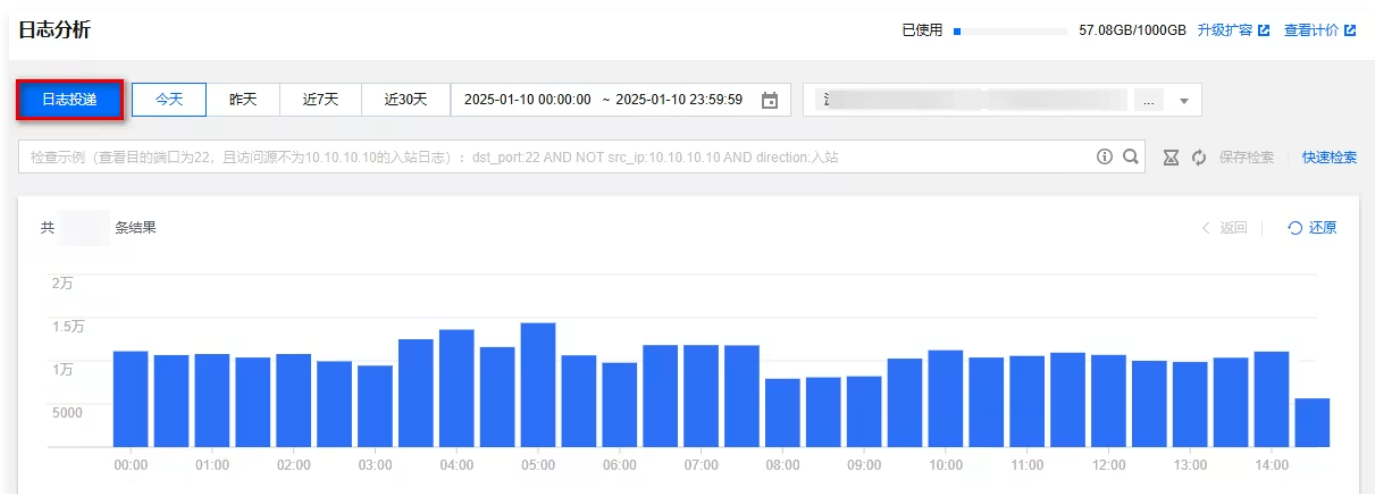 日志分析
已使用 57.08GB/1000GB 升级扩容 查看计价
日志投递 今天 昨天 近7天 近30天 2025-01-10 00:00:00 ~ 2025-01-10 23:59:59 ...
检查示例（查看目的端口为22，且访问源不为10.10.10.10的入站日志）：dst_port:22 AND NOT src_ip:10.10.10.10 AND direction:入站 保存检索 快速检索
共 条结果 返回 还原
2万
1.5万
1万
5000
00:00 01:00 02:00 03:00 04:00 05:00 06:00 07:00 08:00 09:00 10:00 11:00 12:00 13:00 14:00